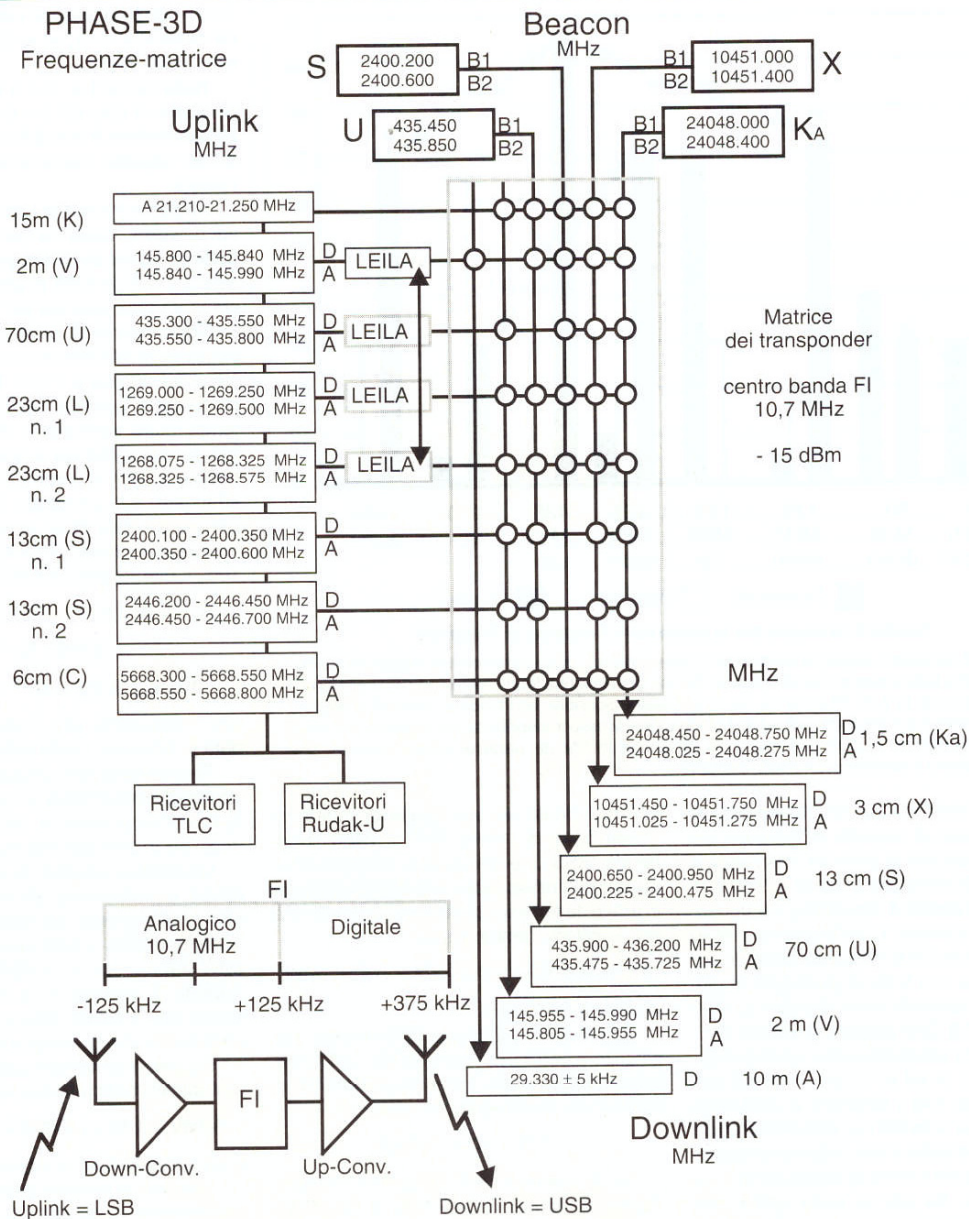 PHASE-3D
Frequenze-matrice
Beacon
MHz
S
2400.200
2400.600
B1
B2
B1
B2
10451.000
10451.400
X
U
435.450
435.850
B1
B2
B1
B2
24048.000
24048.400
KA
Uplink
MHz
15m (K)
A 21.210-21.250 MHz
2m (V)
145.800 - 145.840 MHz
145.840 - 145.990 MHz
D
A
LEILA
70cm (U)
435.300 - 435.550 MHz
435.550 - 435.800 MHz
D
A
LEILA
23cm (L)
n. 1
1269.000 - 1269.250 MHz
1269.250 - 1269.500 MHz
D
A
LEILA
23cm (L)
n. 2
1268.075 - 1268.325 MHz
1268.325 - 1268.575 MHz
D
A
LEILA
13cm (S)
n. 1
2400.100 - 2400.350 MHz
2400.350 - 2400.600 MHz
D
A
13cm (S)
n. 2
2446.200 - 2446.450 MHz
2446.450 - 2446.700 MHz
D
A
6cm (C)
5668.300 - 5668.550 MHz
5668.550 - 5668.800 MHz
D
A
Matrice
dei transponder
centro banda FI
10,7 MHz
- 15 dBm
Ricevitori
TLC
Ricevitori
Rudak-U
MHz
24048.450 - 24048.750 MHz
24048.025 - 24048.275 MHz
D
A
1,5 cm (Ka)
10451.450 - 10451.750 MHz
10451.025 - 10451.275 MHz
D
A
3 cm (X)
2400.650 - 2400.950 MHz
2400.225 - 2400.475 MHz
D
A
13 cm (S)
435.900 - 436.200 MHz
435.475 - 435.725 MHz
D
A
70 cm (U)
145.955 - 145.990 MHz
145.805 - 145.955 MHz
D
A
2 m (V)
29.330 ± 5 kHz
D
10 m (A)
Downlink
MHz
FI
Analogico
10,7 MHz
Digitale
-125 kHz
+125 kHz
+375 kHz
FI
Down-Conv.
Up-Conv.
Uplink = LSB
Downlink = USB